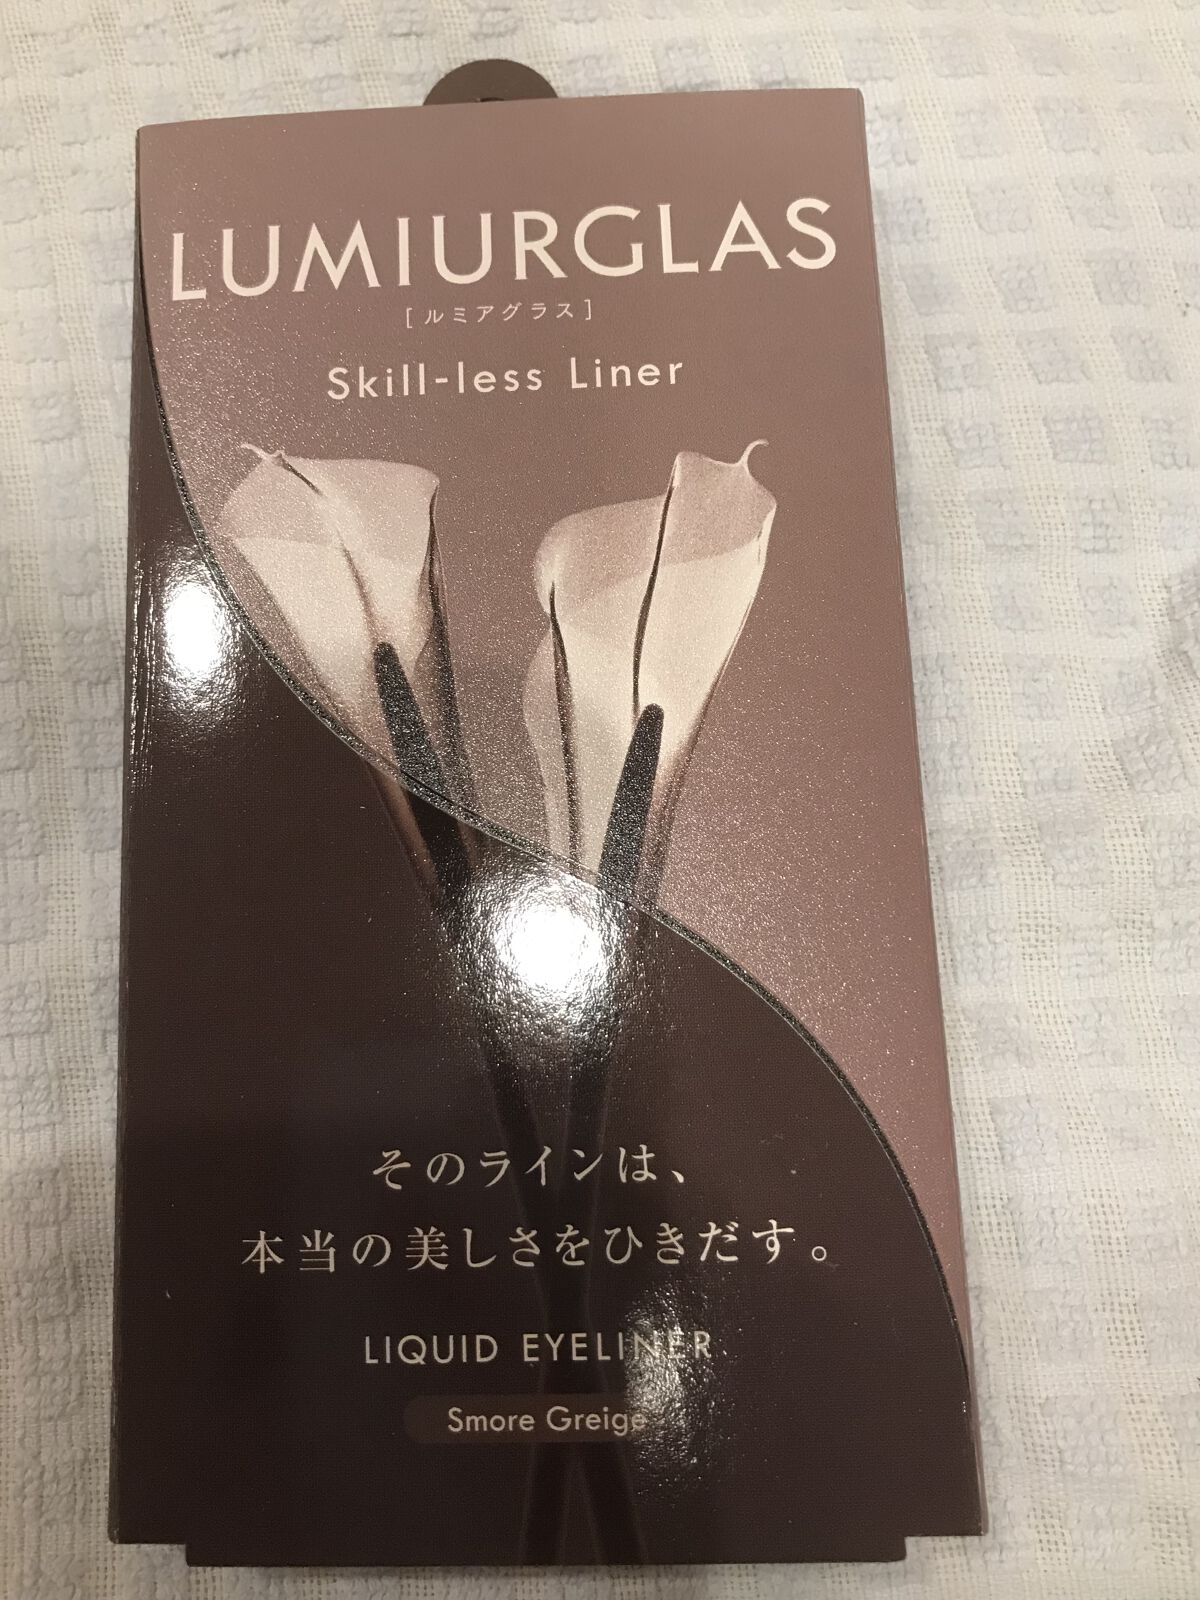 LUMIURGLAS
[ルミアグラス]
Skill-less Liner
そのラインは、
本当の美しさをひきだす。
LIQUID EYELINER
Smore Greige